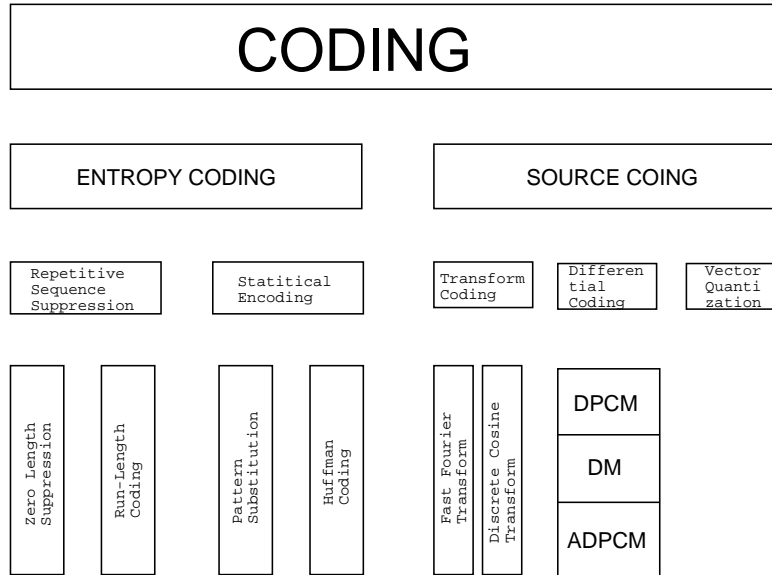 CODING
ENTROPY CODING
SOURCE COING
Repetitive
Sequence
Suppression
Statitical
Encoding
Transform
Coding
Differen
tial
Coding
Vector
Quanti
zation
Zero Length
Suppression
Run-Length
Coding
Pattern
Substitution
Huffman
Coding
Fast Fourier
Transform
Discrete Cosine
Transform
DPCM
DM
ADPCM